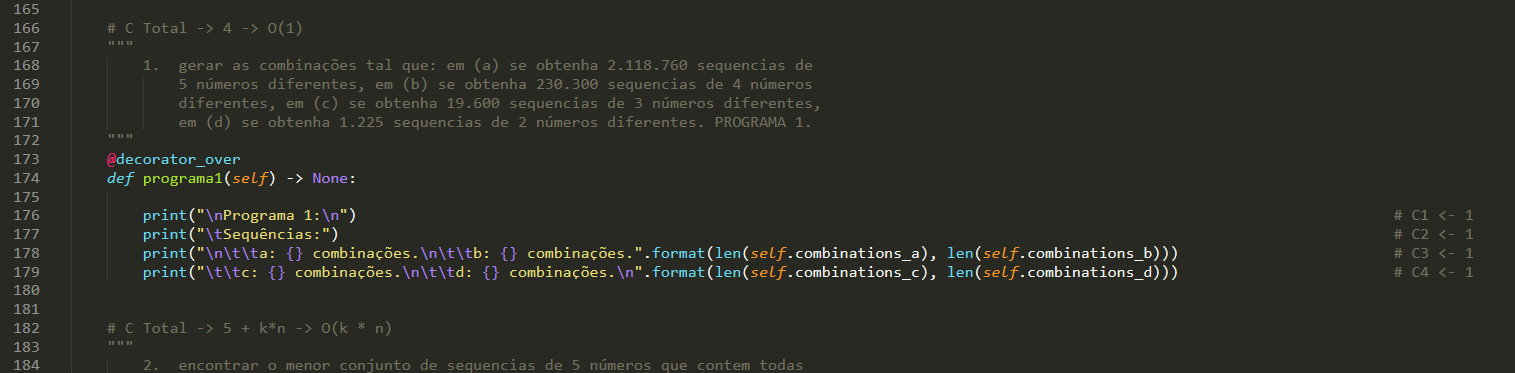 165
166 # C Total -> 4 -> O(1)
167 """
168 1. gerar as combinações tal que: em (a) se obtenha 2.118.760 sequencias de
169 5 números diferentes, em (b) se obtenha 230.300 sequencias de 4 números
170 diferentes, em (c) se obtenha 19.600 sequencias de 3 números diferentes,
171 em (d) se obtenha 1.225 sequencias de 2 números diferentes. PROGRAMA 1.
172 """
173 @decorator_over
174 def programa1(self) -> None:
175
176 print("\nPrograma 1:\n") # C1 <- 1
177 print("\tSequências:") # C2 <- 1
178 print("\n\t\ta: {} combinações.\n\t\tb: {} combinações.".format(len(self.combinations_a), len(self.combinations_b))) # C3 <- 1
179 print("\t\tc: {} combinações.\n\t\td: {} combinações.\n".format(len(self.combinations_c), len(self.combinations_d))) # C4 <- 1
180
181
182 # C Total -> 5 + k*n -> O(k * n)
183 """
184 2. encontrar o menor conjunto de sequencias de 5 números que contem todas